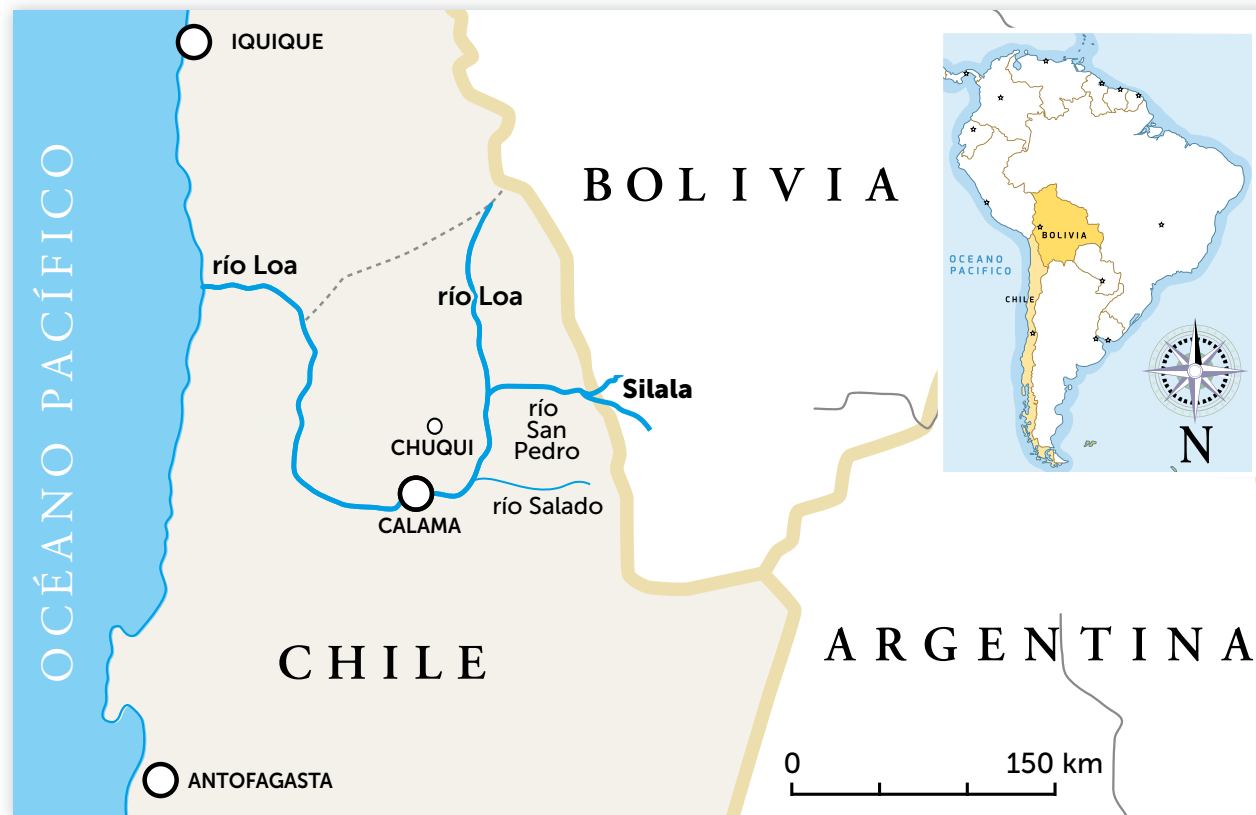 IQUIQUE
BOLIVIA
OCÉANO PACÍFICO
río Loa
río Loa
Silala
río
San
Pedro
CHUQUI
río Salado
CALAMA
CHILE
ARGENTINA
ANTOFAGASTA
0 150 km
BOLIVIA
OCEANO
PACIFICO
CHILE
N